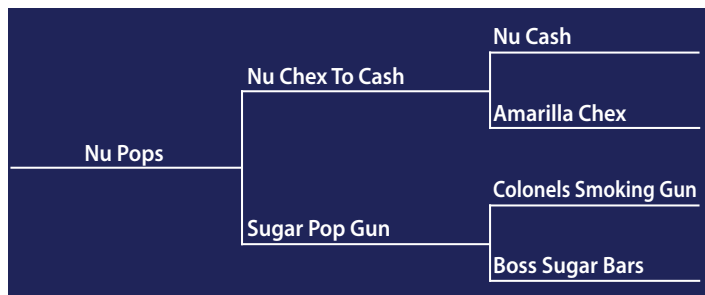 Nu Cash
Nu Chex To Cash
Amarilla Chex
Nu Pops
Colonels Smoking Gun
Sugar Pop Gun
Boss Sugar Bars